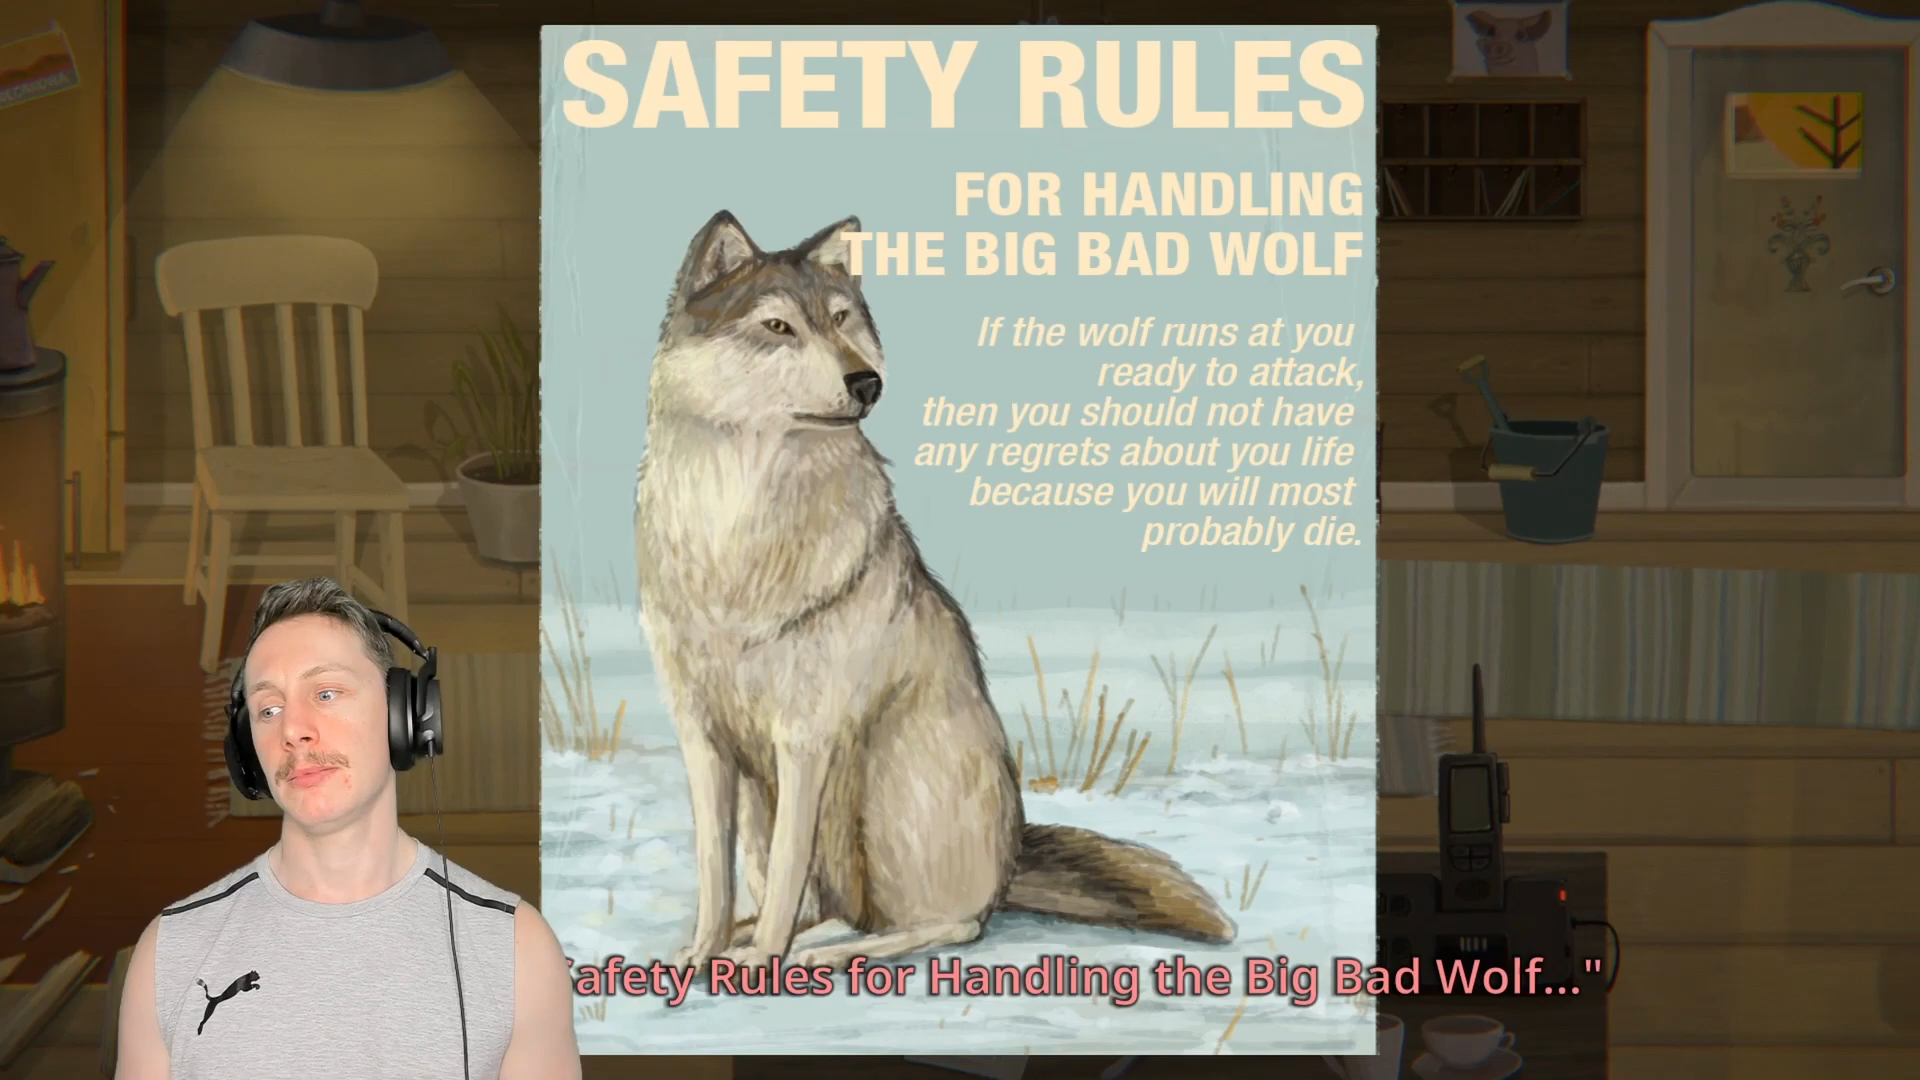 SAFETY RULES
FOR HANDLING
THE BIG BAD WOLF
If the wolf runs at you
ready to attack,
then you should not have
any regrets about you life
because you will most
probably die.
Safety Rules for Handling the Big Bad Wolf..."